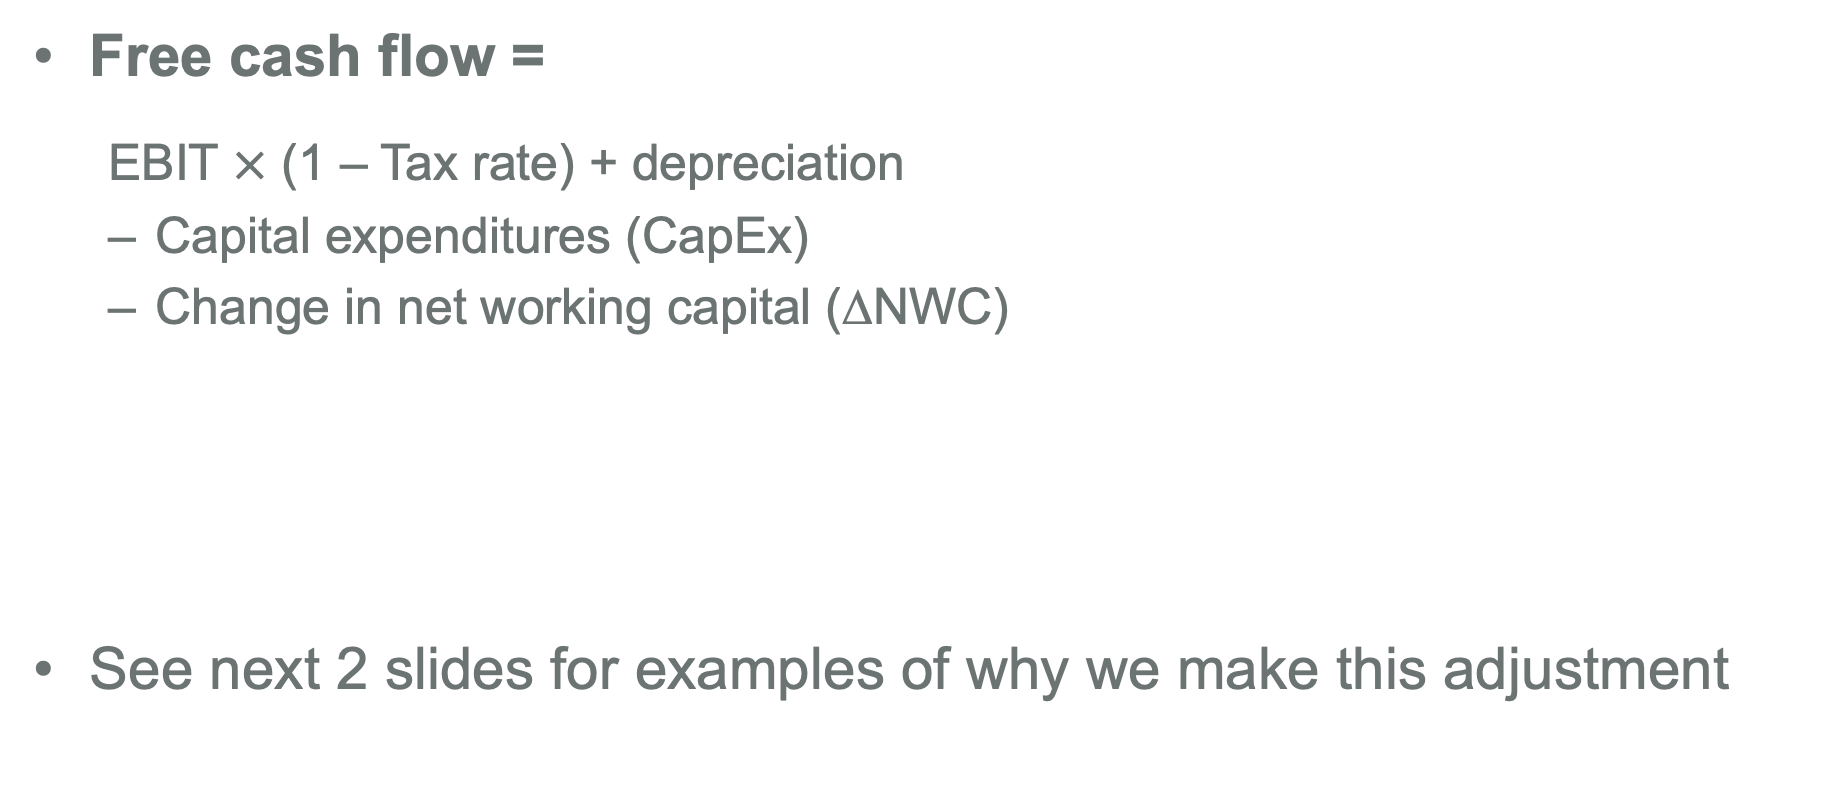 • Free cash flow =
EBIT × (1 – Tax rate) + depreciation
– Capital expenditures (CapEx)
– Change in net working capital (∆NWC)
• See next 2 slides for examples of why we make this adjustment